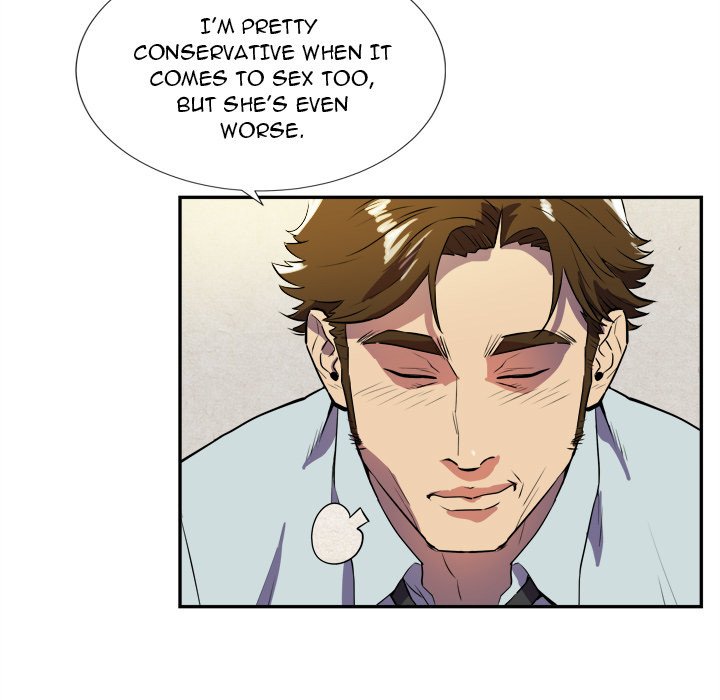 I'M PRETTY
CONSERVATIVE WHEN IT
COMES TO SEX TOO,
BUT SHE'S EVEN
WORSE.